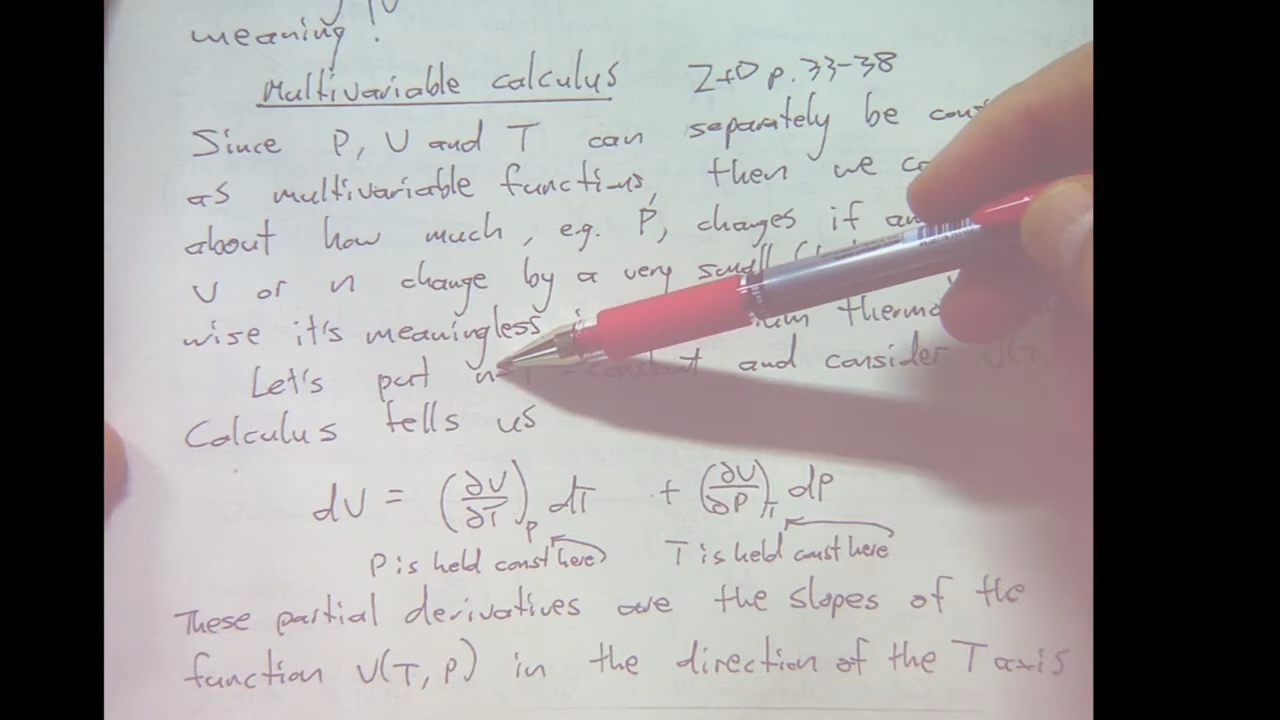 meaning!
Multivariable calculus Z+D p. 33-38
Since P, V and T can separately be
as multivariable functions, then we
about how much, e.g. P, changes if
V or n change by a very small
wise it's meaningless
Let's put constant and consider V(T
Calculus tells us
dV = (∂V/∂T)_P dT + (∂V/∂P)_T dP
P is held const here T is held const here
These partial derivatives are the slopes of the
function V(T, P) in the direction of the T axis